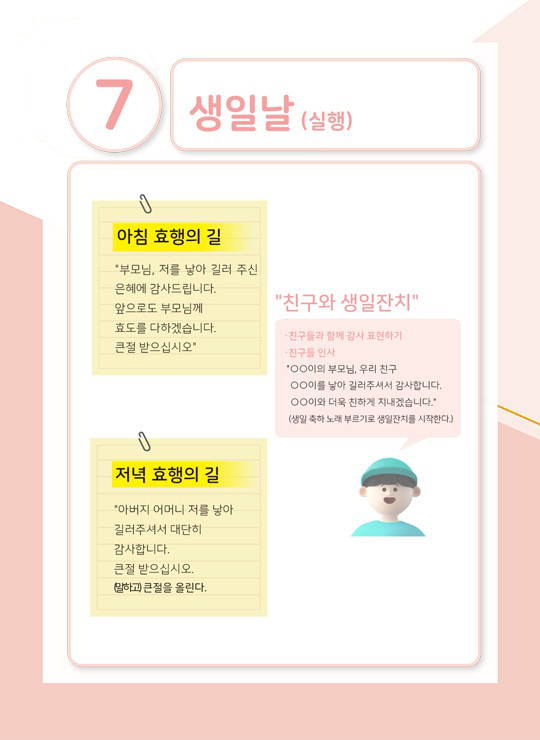 7
생일날 (실행)
아침 효행의 길
"부모님, 저를 낳아 길러 주신
은혜에 감사드립니다.
앞으로도 부모님께
효도를 다하겠습니다.
큰절 받으십시오"
"친구와 생일잔치"
·친구들과 함께 감사 표현하기
·친구들 인사
"○○이의 부모님, 우리 친구
○○이를 낳아 길러주셔서 감사합니다.
○○이와 더욱 친하게 지내겠습니다."
(생일 축하 노래 부르기로 생일잔치를 시작한다.)
저녁 효행의 길
"아버지 어머니 저를 낳아
길러주셔서 대단히
감사합니다.
큰절 받으십시오.
(말하고) 큰절을 올린다.